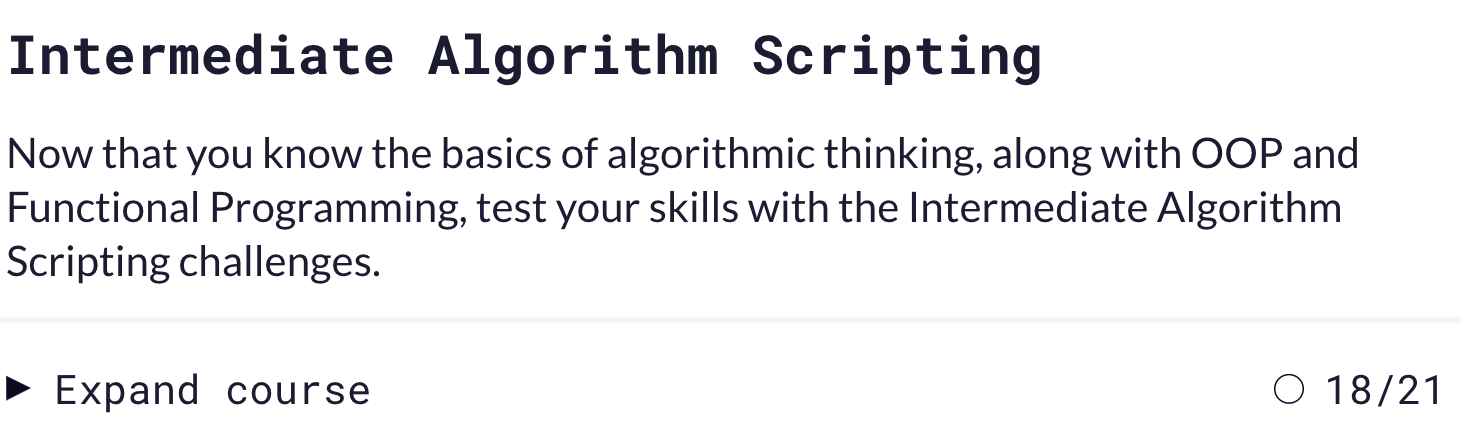 Intermediate Algorithm Scripting
Now that you know the basics of algorithmic thinking, along with OOP and
Functional Programming, test your skills with the Intermediate Algorithm
Scripting challenges.
Expand course
18/21